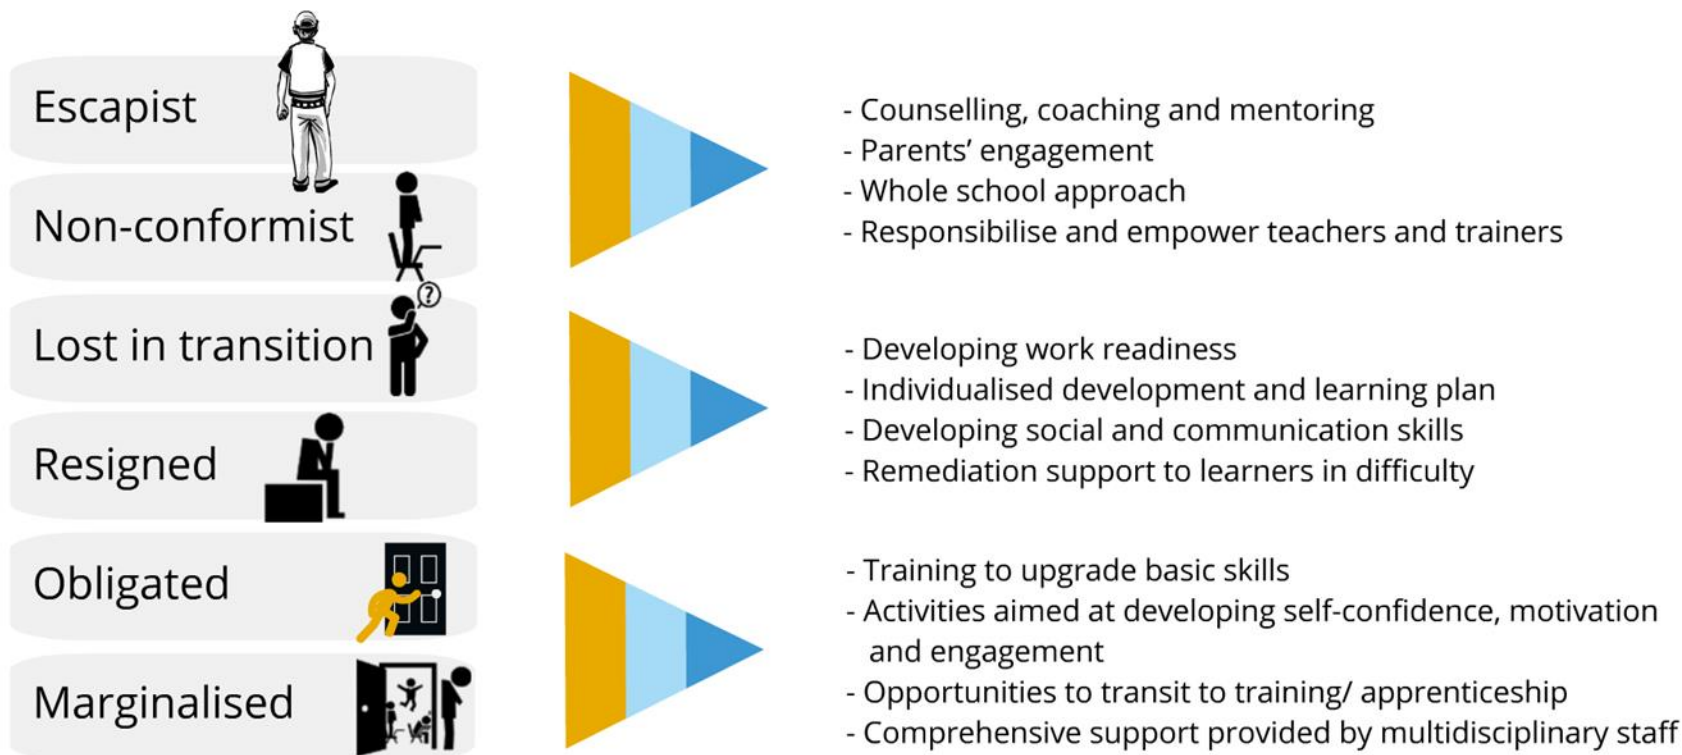 Escapist
Non-conformist
Lost in transition
?
Resigned
Obligated
Marginalised
- Counselling, coaching and mentoring
- Parents’ engagement
- Whole school approach
- Responsibilise and empower teachers and trainers
- Developing work readiness
- Individualised development and learning plan
- Developing social and communication skills
- Remediation support to learners in difficulty
- Training to upgrade basic skills
- Activities aimed at developing self-confidence, motivation
and engagement
- Opportunities to transit to training/ apprenticeship
- Comprehensive support provided by multidisciplinary staff